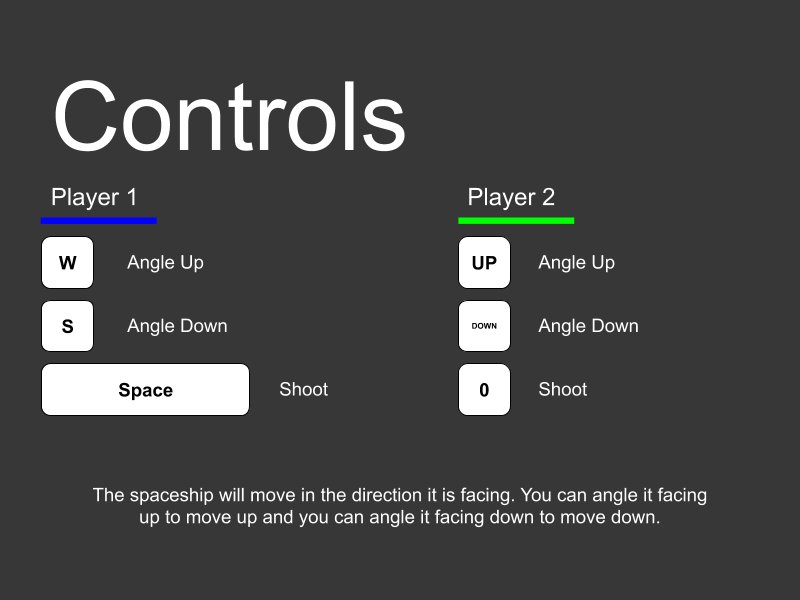 Controls
Player 1
W Angle Up
S Angle Down
Space Shoot
Player 2
UP Angle Up
DOWN Angle Down
0 Shoot
The spaceship will move in the direction it is facing. You can angle it facing
up to move up and you can angle it facing down to move down.